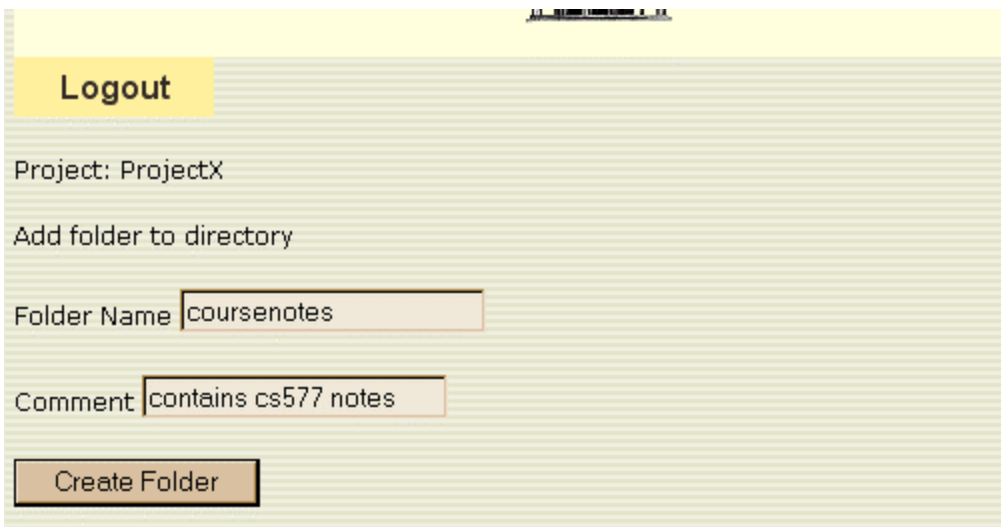 Logout
Project: ProjectX
Add folder to directory
Folder Name coursenotes
Comment contains cs577 notes
Create Folder